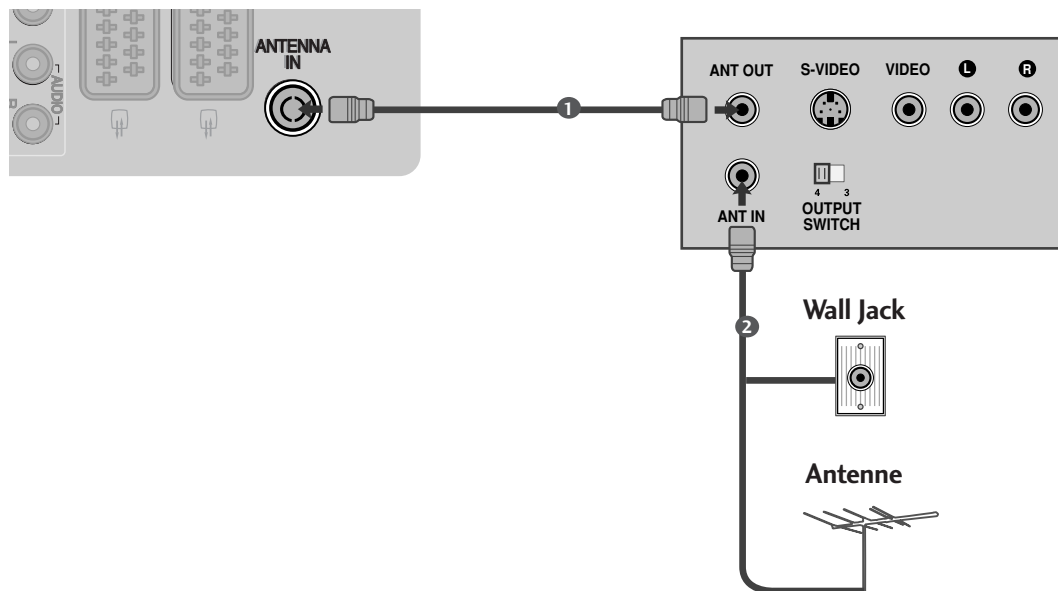 ANTENNA
IN
L
R
AUDIO
1
ANT OUT
S-VIDEO
VIDEO
L
R
4
3
ANT IN
OUTPUT
SWITCH
2
Wall Jack
Antenne